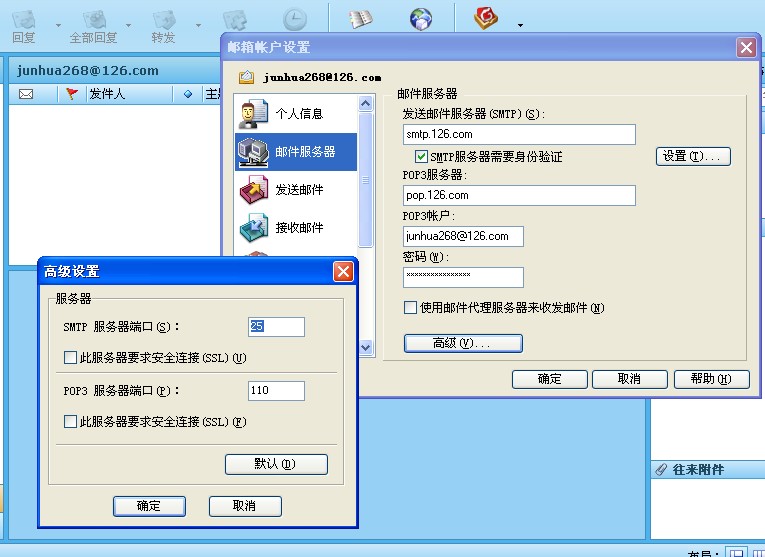 回复
全部回复
转发
junhua268@126.com
发件人
邮箱帐户设置
junhua268@126.com
个人信息
邮件服务器
发送邮件
接收邮件
邮件服务器
发送邮件服务器(SMTP)(S):
smtp.126.com
SMTP服务器需要身份验证
设置(T)...
POP3服务器:
pop.126.com
POP3帐户:
junhua268@126.com
密码(W):
***************
使用邮件代理服务器来收发邮件(N)
高级(V)...
确定
取消
帮助(H)
高级设置
服务器
SMTP 服务器端口(S):
25
此服务器要求安全连接(SSL)(U)
POP3 服务器端口(P):
110
此服务器要求安全连接(SSL)(F)
默认(D)
确定
取消
往来附件
布局: